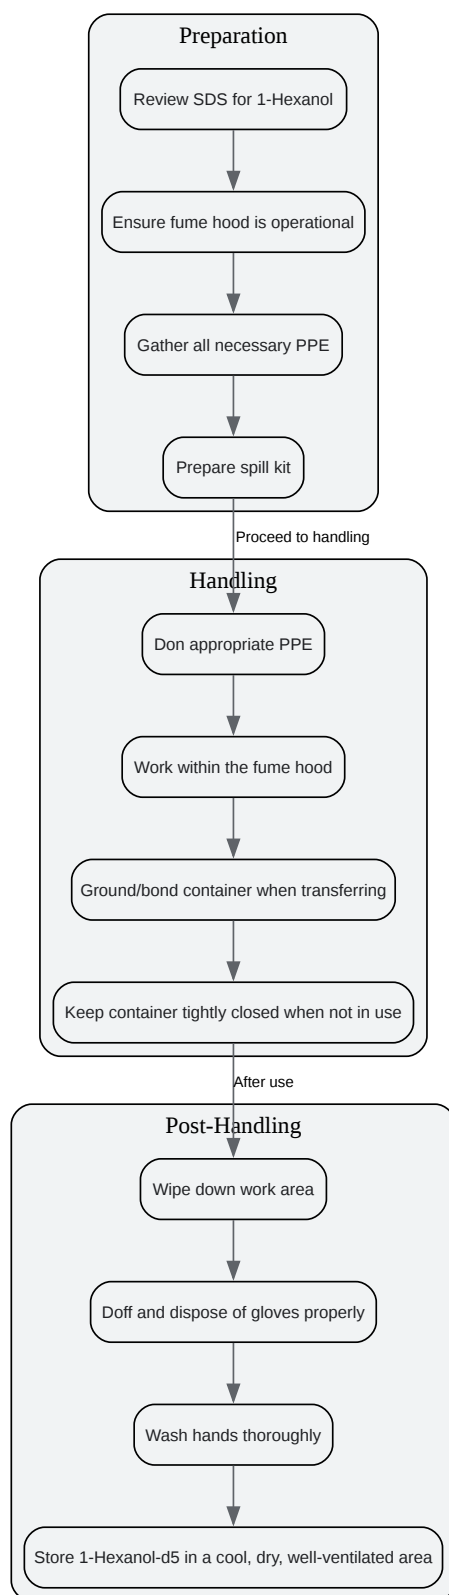 Preparation
Review SDS for 1-Hexanol
Ensure fume hood is operational
Gather all necessary PPE
Prepare spill kit
Proceed to handling
Handling
Don appropriate PPE
Work within the fume hood
Ground/bond container when transferring
Keep container tightly closed when not in use
After use
Post-Handling
Wipe down work area
Doff and dispose of gloves properly
Wash hands thoroughly
Store 1-Hexanol-d5 in a cool, dry, well-ventilated area